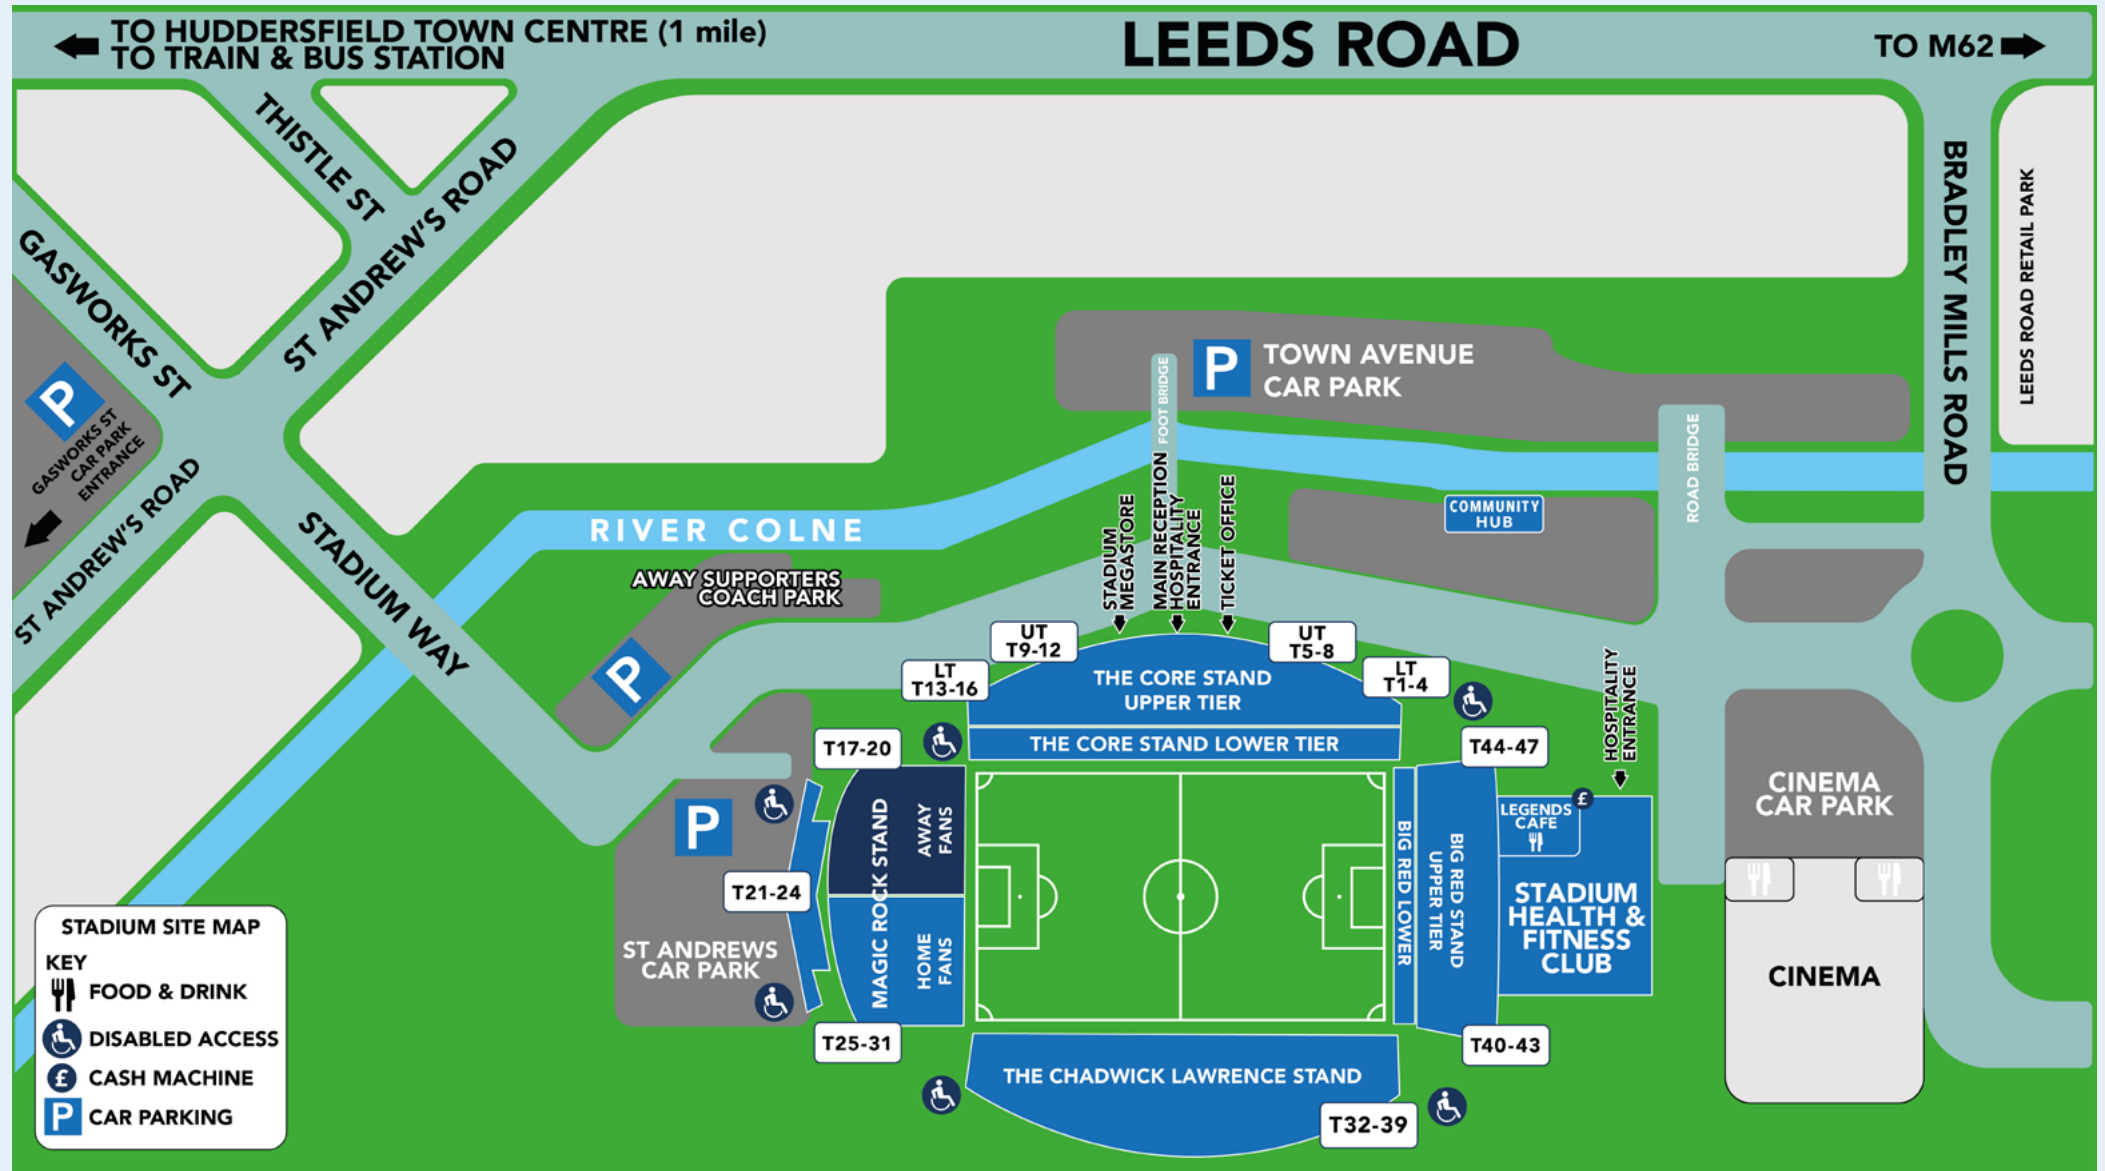 TO HUDDERSFIELD TOWN CENTRE (1 mile)
TO TRAIN & BUS STATION
LEEDS ROAD
TO M62
THISTLE ST
ST ANDREW'S ROAD
GASWORKS ST
BRADLEY MILLS ROAD
LEEDS ROAD RETAIL PARK
P
GASWORKS ST
CAR PARK
ENTRANCE
ST ANDREW'S ROAD
STADIUM WAY
P
TOWN AVENUE
CAR PARK
FOOT BRIDGE
ROAD BRIDGE
RIVER COLNE
COMMUNITY
HUB
AWAY SUPPORTERS
COACH PARK
P
STADIUM
MEGASTORE
MAIN RECEPTION
HOSPITALITY
ENTRANCE
TICKET OFFICE
HOSPITALITY
ENTRANCE
UT
T9-12
UT
T5-8
LT
T13-16
LT
T1-4
THE CORE STAND
UPPER TIER
THE CORE STAND LOWER TIER
T17-20
T44-47
P
ST ANDREWS
CAR PARK
T21-24
MAGIC ROCK STAND
AWAY
FANS
HOME
FANS
T25-31
BIG RED LOWER
BIG RED STAND
UPPER TIER
LEGENDS
CAFE
£
STADIUM
HEALTH &
FITNESS
CLUB
T40-43
THE CHADWICK LAWRENCE STAND
T32-39
CINEMA
CAR PARK
CINEMA
STADIUM SITE MAP
KEY
FOOD & DRINK
DISABLED ACCESS
£ CASH MACHINE
P CAR PARKING